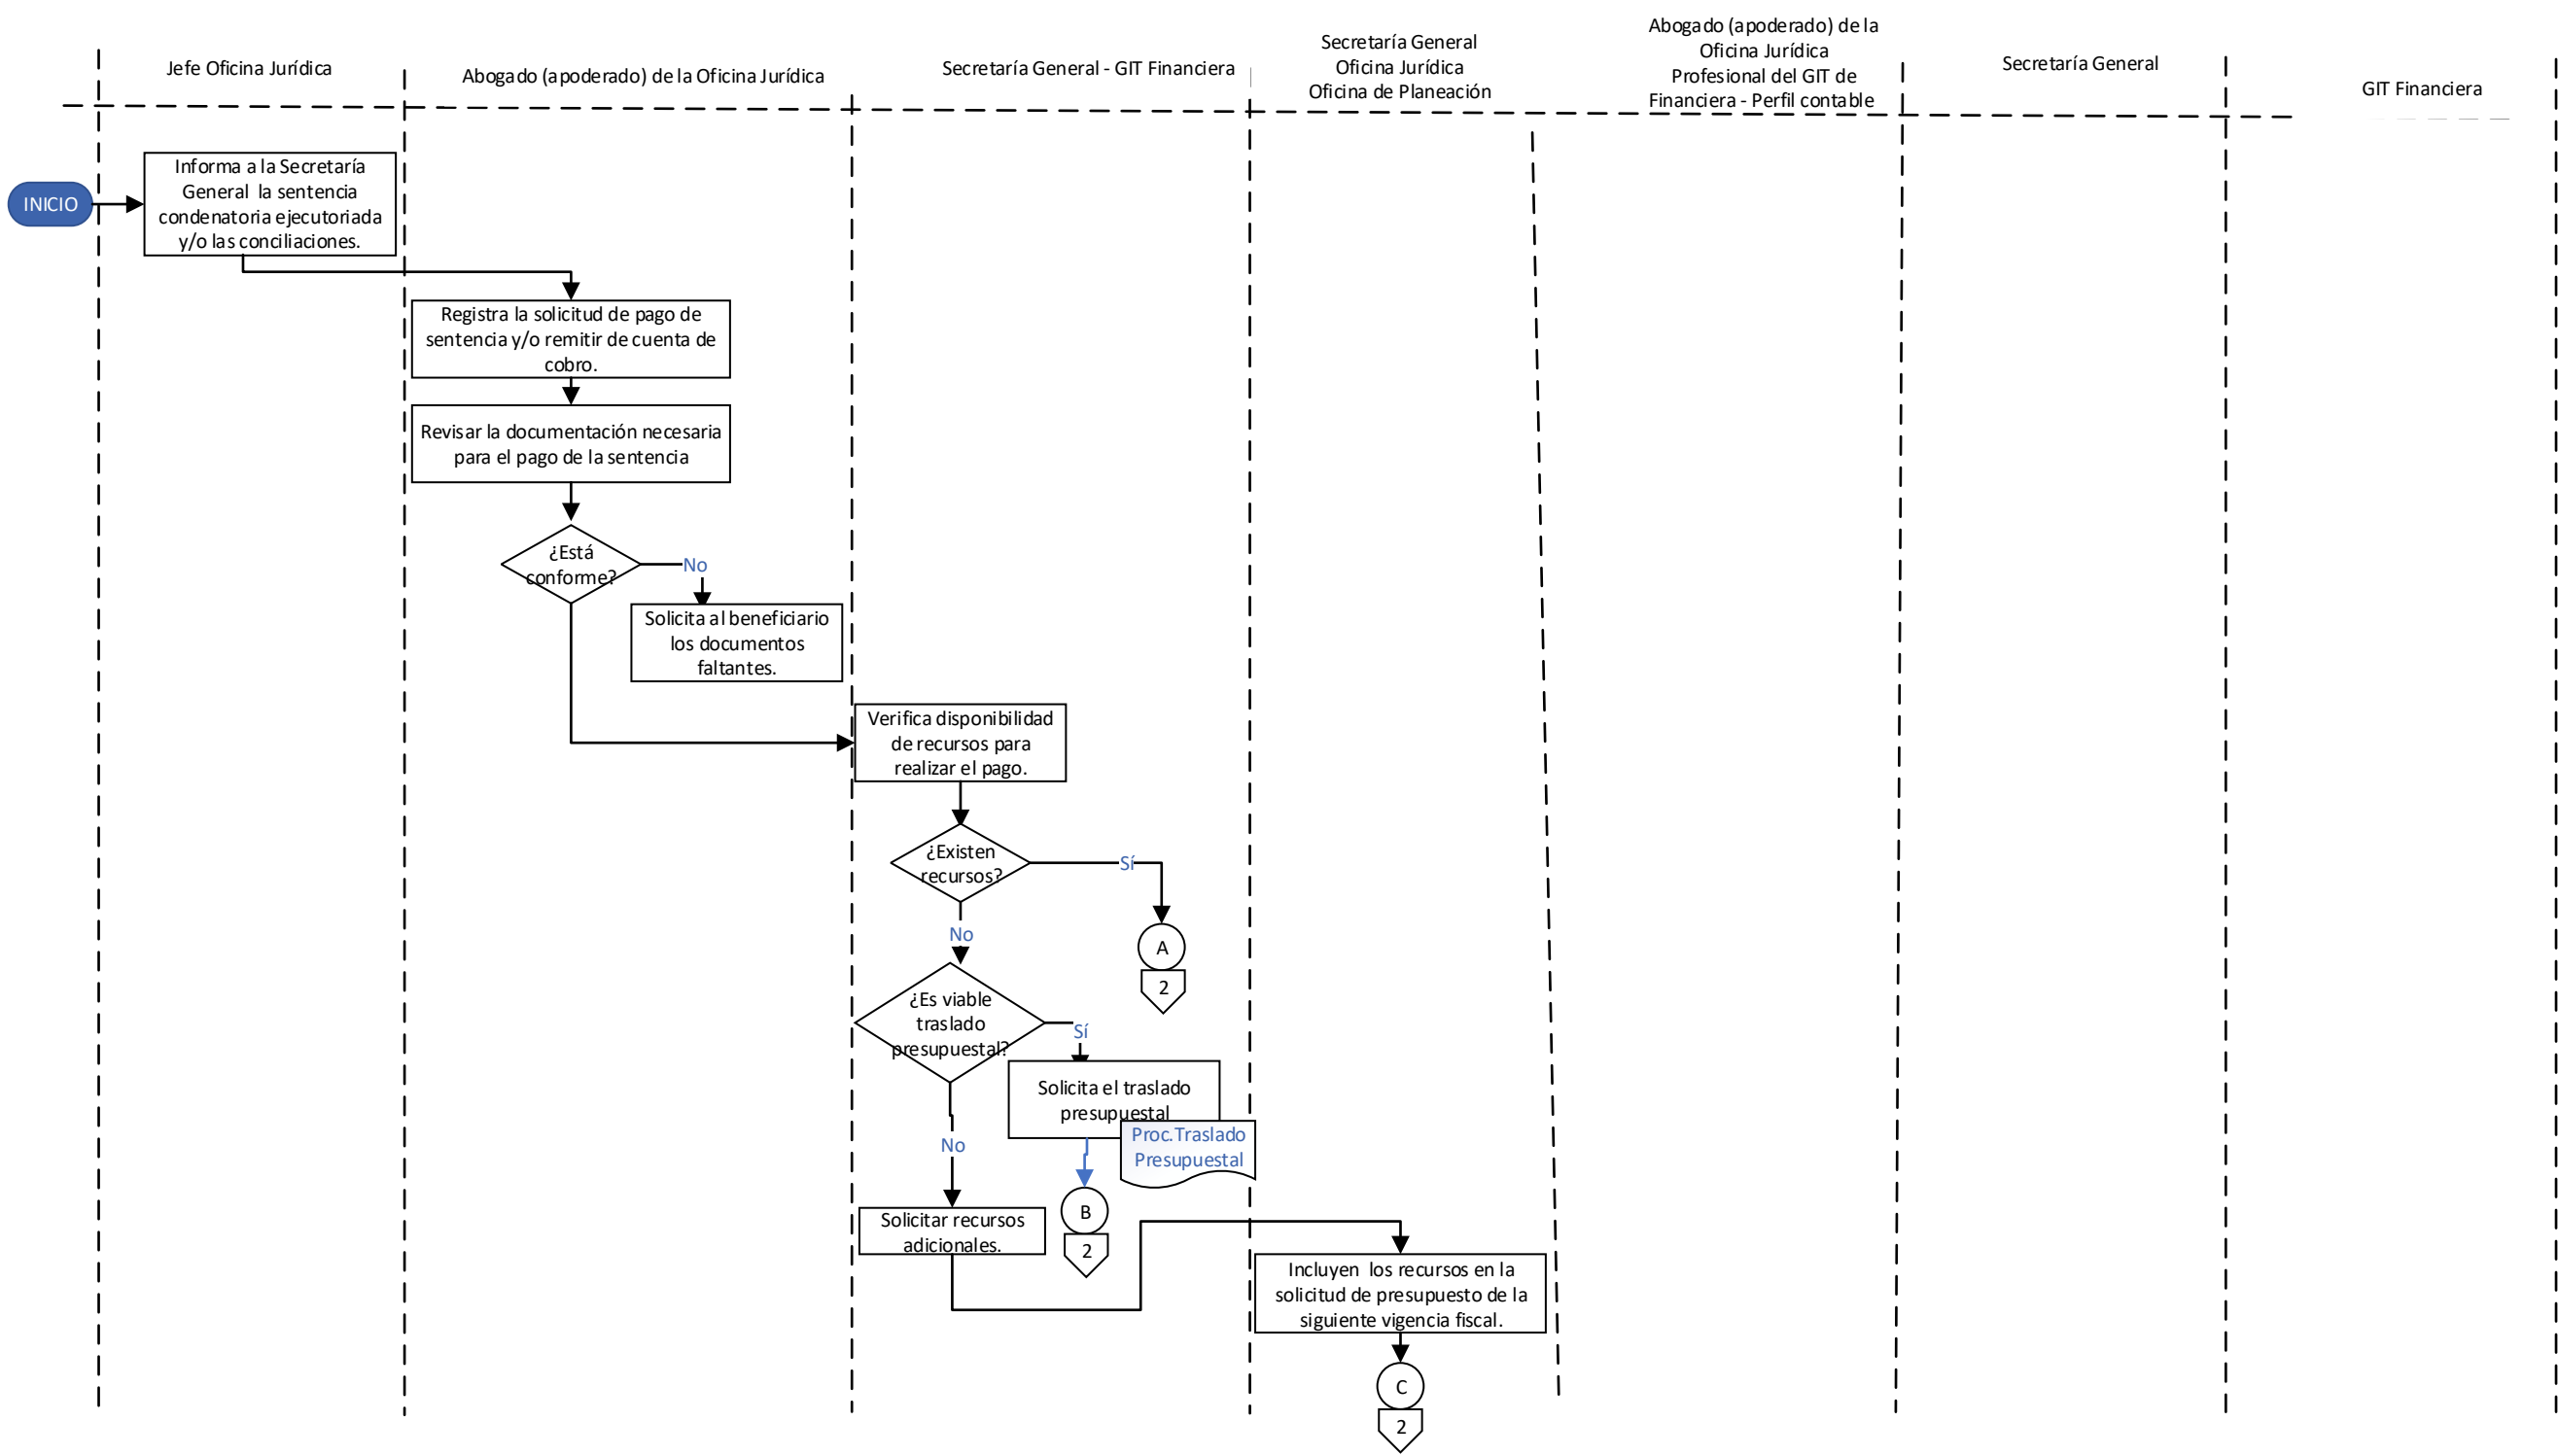 Jefe Oficina Jurídica
Abogado (apoderado) de la Oficina Jurídica
Secretaría General - GIT Financiera
Secretaría General
Oficina Jurídica
Oficina de Planeación
Abogado (apoderado) de la
Oficina Jurídica
Profesional del GIT de
Financiera - Perfil contable
Secretaría General
GIT Financiera
INICIO
Informa a la Secretaría
General la sentencia
condenatoria ejecutoriada
y/o las conciliaciones.
Registra la solicitud de pago de
sentencia y/o remitir de cuenta de
cobro.
Revisar la documentación necesaria
para el pago de la sentencia
¿Está
conforme?
No
Solicita al beneficiario
los documentos
faltantes.
Verifica disponibilidad
de recursos para
realizar el pago.
¿Existen
recursos?
Sí
A
2
No
¿Es viable
traslado
presupuestal?
Sí
Solicita el traslado
presupuestal
Proc.Traslado
Presupuestal
No
B
2
Solicitar recursos
adicionales.
Incluyen los recursos en la
solicitud de presupuesto de la
siguiente vigencia fiscal.
C
2